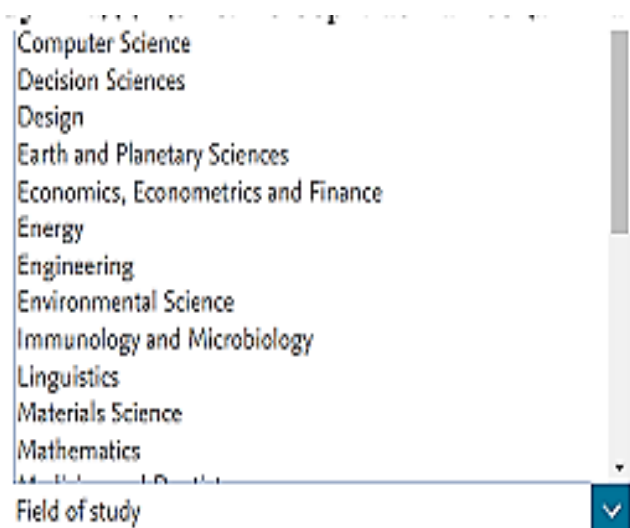 Computer Science
Decision Sciences
Design
Earth and Planetary Sciences
Economics, Econometrics and Finance
Energy
Engineering
Environmental Science
Immunology and Microbiology
Linguistics
Materials Science
Mathematics
Field of study